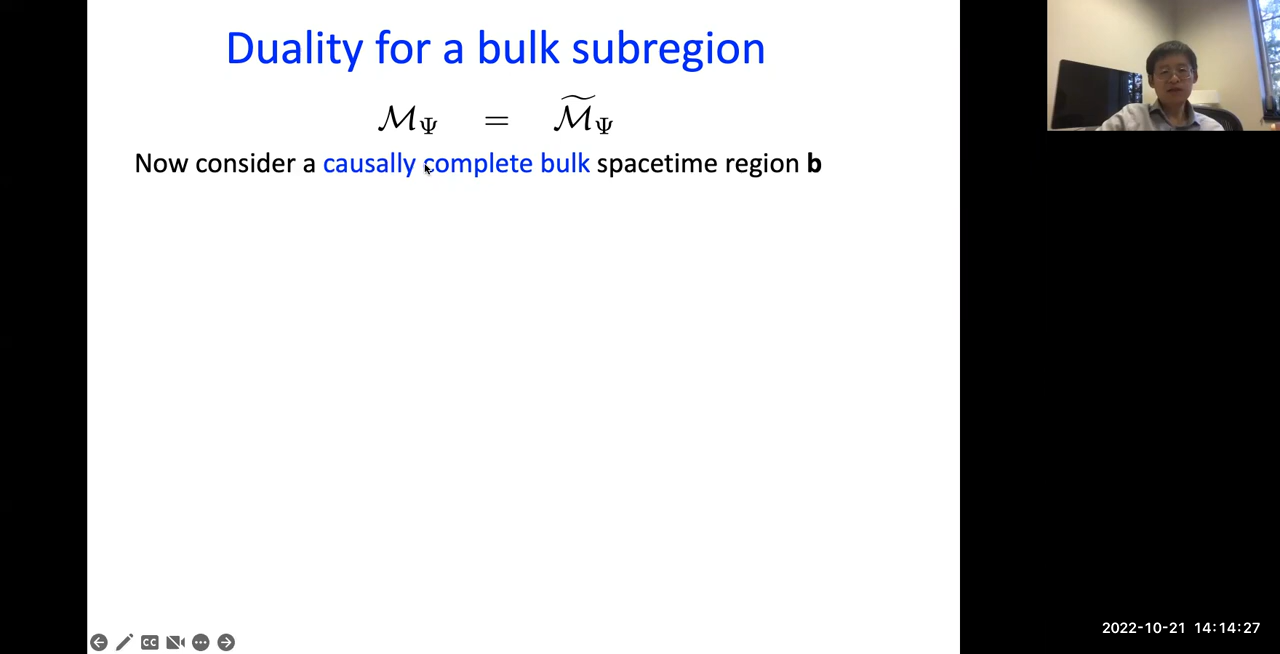 Duality for a bulk subregion
ℳ_Ψ = ℳ̃_Ψ
Now consider a causally complete bulk spacetime region b
CC
2022-10-21 14:14:27